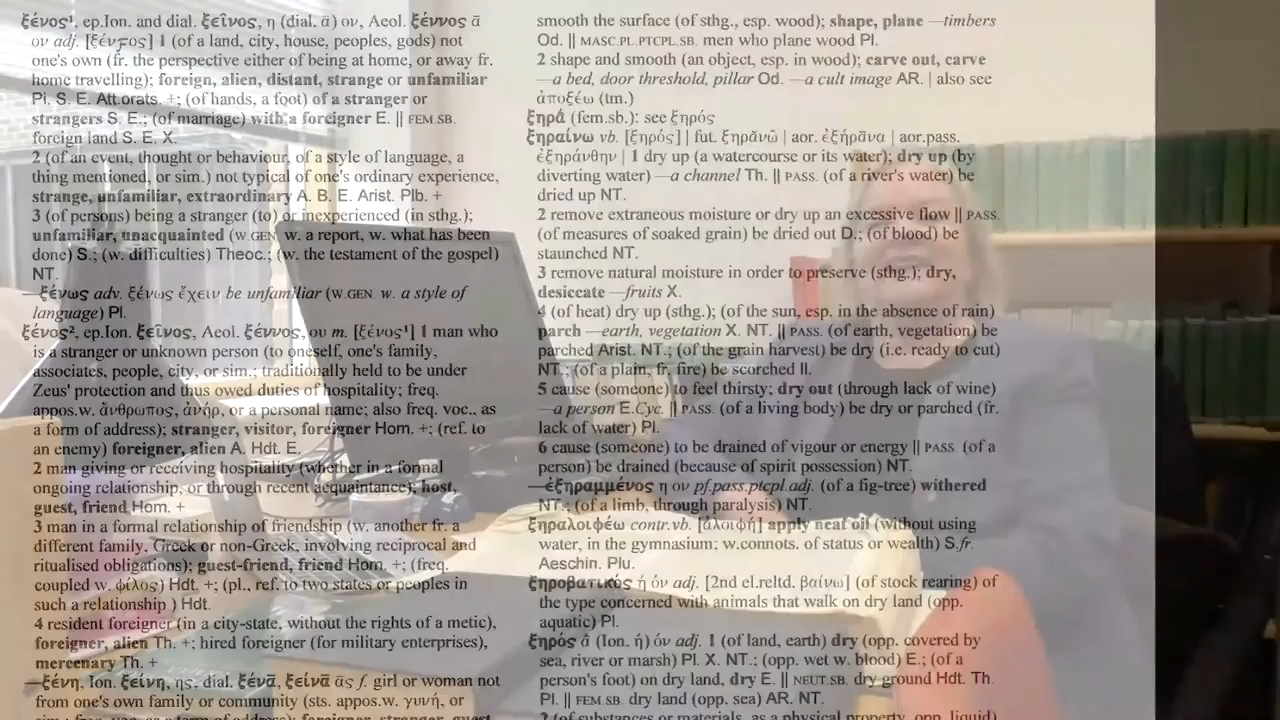 ξένος¹, ep.Ion. and dial. ξεῖνος, η (dial. ᾱ) ον, Aeol. ξέννος ᾱ
ον adj. [ξένϝος] 1 (of a land, city, house, peoples, gods) not
one's own (fr. the perspective either of being at home, or away fr.
home travelling); foreign, alien, distant, strange or unfamiliar
Pi. S. E. Att.orats. +; (of hands, a foot) of a stranger or
strangers S. E.; (of marriage) with a foreigner E. || FEM.SB.
foreign land S. E. X.
2 (of an event, thought or behaviour, of a style of language, a
thing mentioned, or sim.) not typical of one's ordinary experience,
strange, unfamiliar, extraordinary A. B. E. Arist. Plb. +
3 (of persons) being a stranger (to) or inexperienced (in sthg.);
unfamiliar, unacquainted (W.GEN. w. a report, w. what has been
done) S.; (w. difficulties) Theoc.; (w. the testament of the gospel)
NT.
—ξένως adv. ξένως ἔχειν be unfamiliar (W.GEN. w. a style of
language) Pl.
ξένος², ep.Ion. ξεῖνος, Aeol. ξέννος, ου m. [ξένος¹] 1 man who
is a stranger or unknown person (to oneself, one's family,
associates, people, city, or sim.; traditionally held to be under
Zeus' protection and thus owed duties of hospitality; freq.
appos.w. ἄνθρωπος, ἀνήρ, or a personal name; also freq. voc., as
a form of address); stranger, visitor, foreigner Hom. +; (ref. to
an enemy) foreigner, alien A. Hdt. E.
2 man giving or receiving hospitality (whether in a formal
ongoing relationship, or through recent acquaintance), host,
guest, friend Hom. +
3 man in a formal relationship of friendship (w. another fr. a
different family, Greek or non-Greek, involving reciprocal and
ritualised obligations); guest-friend, friend Hom. +; (freq.
coupled w. φίλος) Hdt. +; (pl., ref. to two states or peoples in
such a relationship ) Hdt.
4 resident foreigner (in a city-state, without the rights of a metic),
foreigner, alien Th. +; hired foreigner (for military enterprises),
mercenary Th. +
—ξένη, Ion. ξείνη, ης, dial. ξένᾱ, ξείνᾱ ᾱς f. girl or woman not
from one's own family or community (sts. appos.w. γυνή, or
smooth the surface (of sthg., esp. wood); shape, plane —timbers
Od. || MASC.PL.PTCPL.SB. men who plane wood Pl.
2 shape and smooth (an object, esp. in wood); carve out, carve
—a bed, door threshold, pillar Od. —a cult image AR. | also see
ἀποξέω (tm.)
ξηρά (fem.sb.): see ξηρός
ξηραίνω vb. [ξηρός] | fut. ξηρᾰνῶ | aor. ἐξήρᾱνα | aor.pass.
ἐξηράνθην | 1 dry up (a watercourse or its water); dry up (by
diverting water) —a channel Th. || PASS. (of a river's water) be
dried up NT.
2 remove extraneous moisture or dry up an excessive flow || PASS.
(of measures of soaked grain) be dried out D.; (of blood) be
staunched NT.
3 remove natural moisture in order to preserve (sthg.); dry,
desiccate —fruits X.
4 (of heat) dry up (sthg.); (of the sun, esp. in the absence of rain)
parch —earth, vegetation X. NT. || PASS. (of earth, vegetation) be
parched Arist. NT.; (of the grain harvest) be dry (i.e. ready to cut)
NT.; (of a plain, fr. fire) be scorched Il.
5 cause (someone) to feel thirsty; dry out (through lack of wine)
—a person E.Cyc. || PASS. (of a living body) be dry or parched (fr.
lack of water) Pl.
6 cause (someone) to be drained of vigour or energy || PASS. (of a
person) be drained (because of spirit possession) NT.
—ἐξηραμμένος η ον pf.pass.ptcpl.adj. (of a fig-tree) withered
NT.; (of a limb, through paralysis) NT.
ξηραλοιφέω contr.vb. [ἀλοιφή] apply neat oil (without using
water, in the gymnasium; w.connots. of status or wealth) S.fr.
Aeschin. Plu.
ξηροβατικός ή όν adj. [2nd el.reltd. βαίνω] (of stock rearing) of
the type concerned with animals that walk on dry land (opp.
aquatic) Pl.
ξηρός ά (Ion. ή) όν adj. 1 (of land, earth) dry (opp. covered by
sea, river or marsh) Pl. X. NT.; (opp. wet w. blood) E.; (of a
person's foot) on dry land, dry E. || NEUT.SB. dry ground Hdt. Th.
Pl. || FEM.SB. dry land (opp. sea) AR. NT.
2 (of substances or materials, as a physical property, opp. liquid)